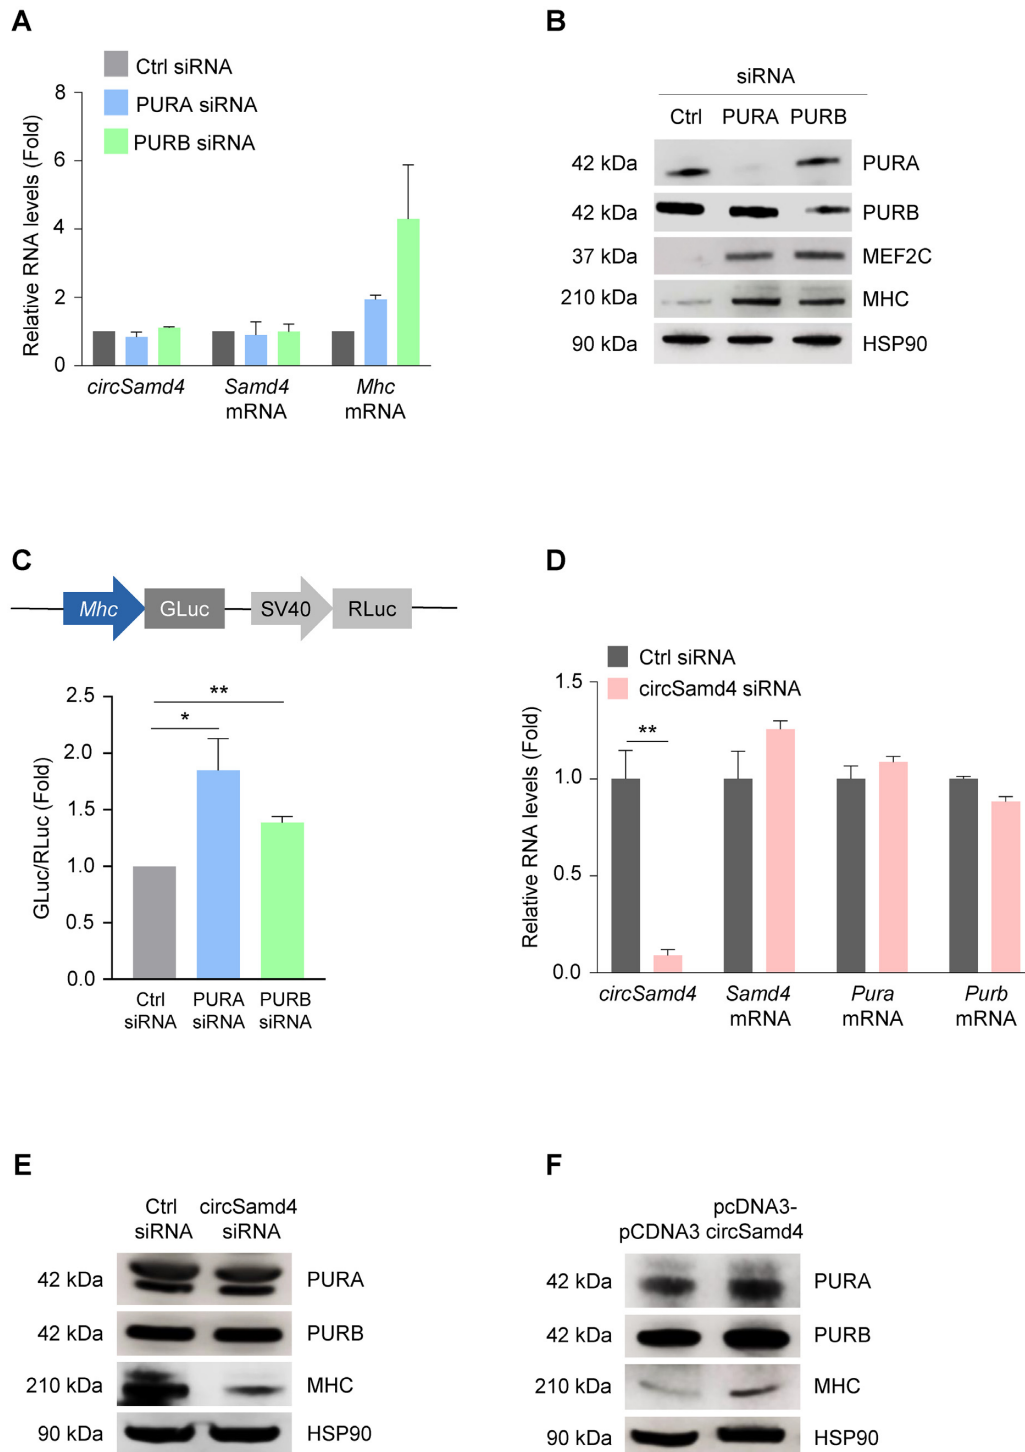 A
Ctrl siRNA
PURA siRNA
PURB siRNA
Relative RNA levels (Fold)
8
6
4
2
0
circSamd4
Samd4
mRNA
Mhc
mRNA
B
siRNA
Ctrl PURA PURB
42 kDa PURA
42 kDa PURB
37 kDa MEF2C
210 kDa MHC
90 kDa HSP90
C
Mhc GLuc SV40 RLuc
GLuc/RLuc (Fold)
2.5
2.0
1.5
1.0
0.5
0.0
**
*
Ctrl
siRNA
PURA
siRNA
PURB
siRNA
D
Ctrl siRNA
circSamd4 siRNA
Relative RNA levels (Fold)
1.5
1.0
0.5
0.0
**
circSamd4
Samd4
mRNA
Pura
mRNA
Purb
mRNA
E
Ctrl
siRNA
circSamd4
siRNA
42 kDa PURA
42 kDa PURB
210 kDa MHC
90 kDa HSP90
F
pCDNA3
pcDNA3-
circSamd4
42 kDa PURA
42 kDa PURB
210 kDa MHC
90 kDa HSP90